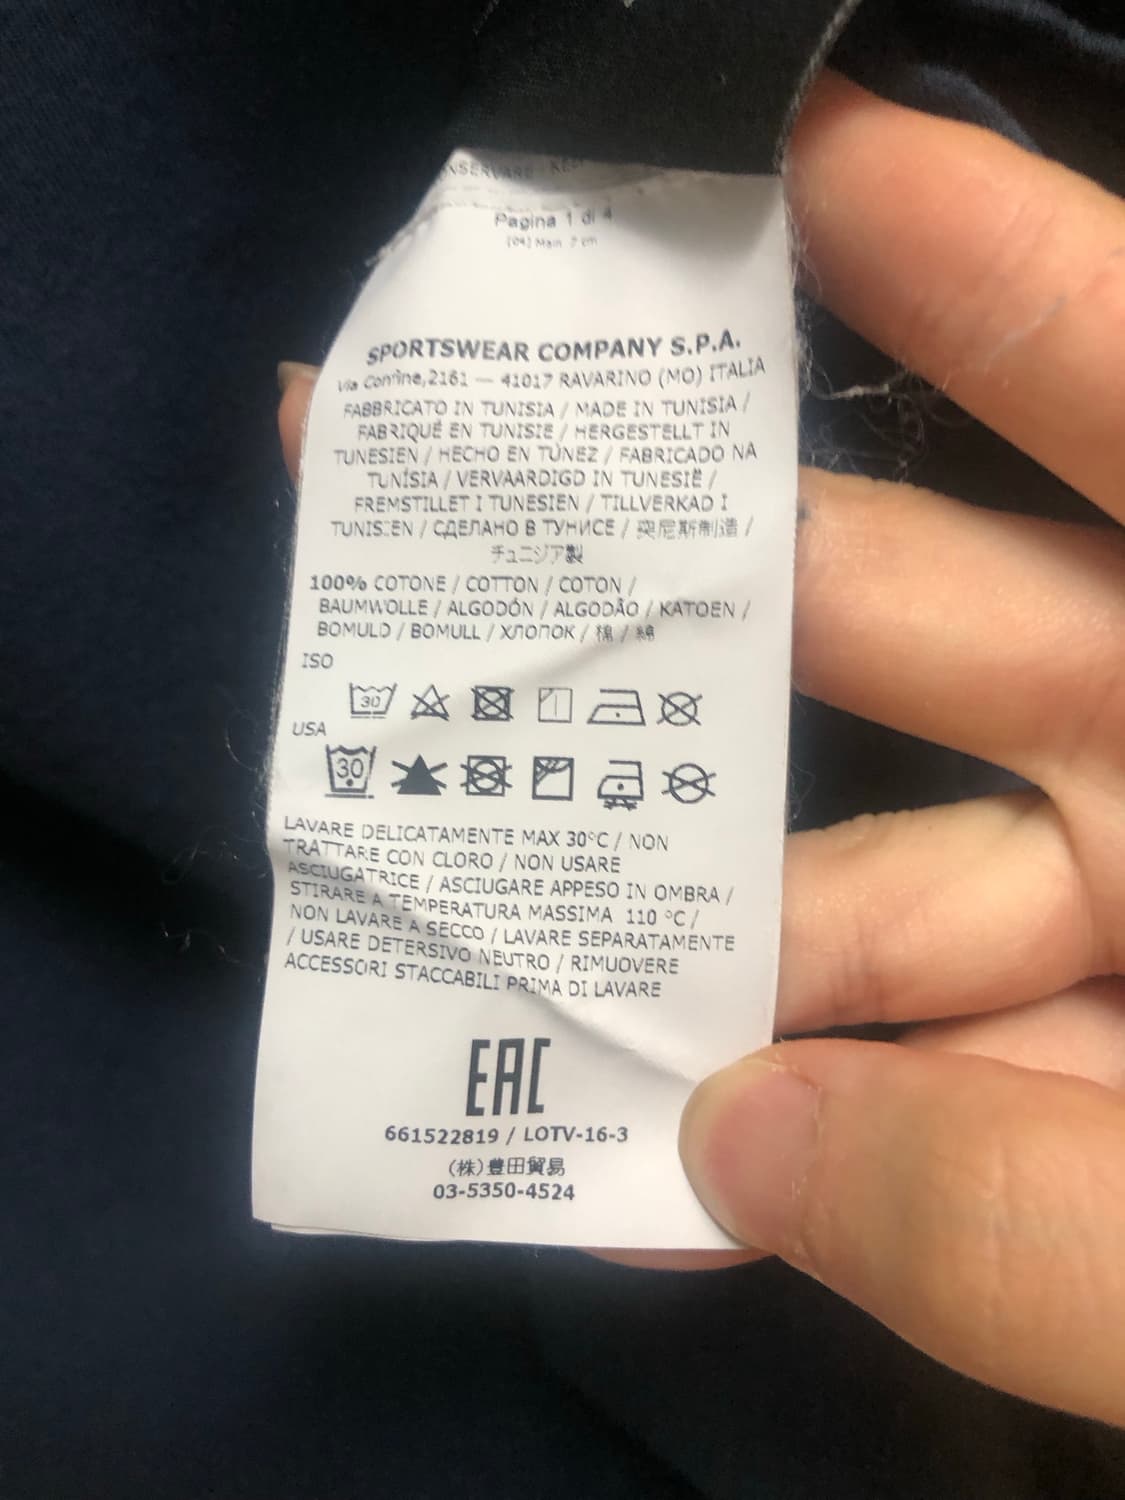 Pagina 1 di 4
SPORTSWEAR COMPANY S.P.A.
Via Confine,2161 — 41017 RAVARINO (MO) ITALIA
FABBRICATO IN TUNISIA / MADE IN TUNISIA /
FABRIQUÉ EN TUNISIE / HERGESTELLT IN
TUNESIEN / HECHO EN TÚNEZ / FABRICADO NA
TUNÍSIA / VERVAARDIGD IN TUNESIË /
FREMSTILLET I TUNESIEN / TILLVERKAD I
TUNISIEN / СДЕЛАНО В ТУНИСЕ / 突尼斯制造 /
チュニジア製
100% COTONE / COTTON / COTON /
BAUMWOLLE / ALGODÓN / ALGODÃO / KATOEN /
BOMULD / BOMULL / ХЛОПОК / 棉 / 綿
ISO
30
USA
30
LAVARE DELICATAMENTE MAX 30°C / NON
TRATTARE CON CLORO / NON USARE
ASCIUGATRICE / ASCIUGARE APPESO IN OMBRA /
STIRARE A TEMPERATURA MASSIMA 110 °C /
NON LAVARE A SECCO / LAVARE SEPARATAMENTE
/ USARE DETERSIVO NEUTRO / RIMUOVERE
ACCESSORI STACCABILI PRIMA DI LAVARE
EAC
661522819 / LOTV-16-3
(株)豊田貿易
03-5350-4524